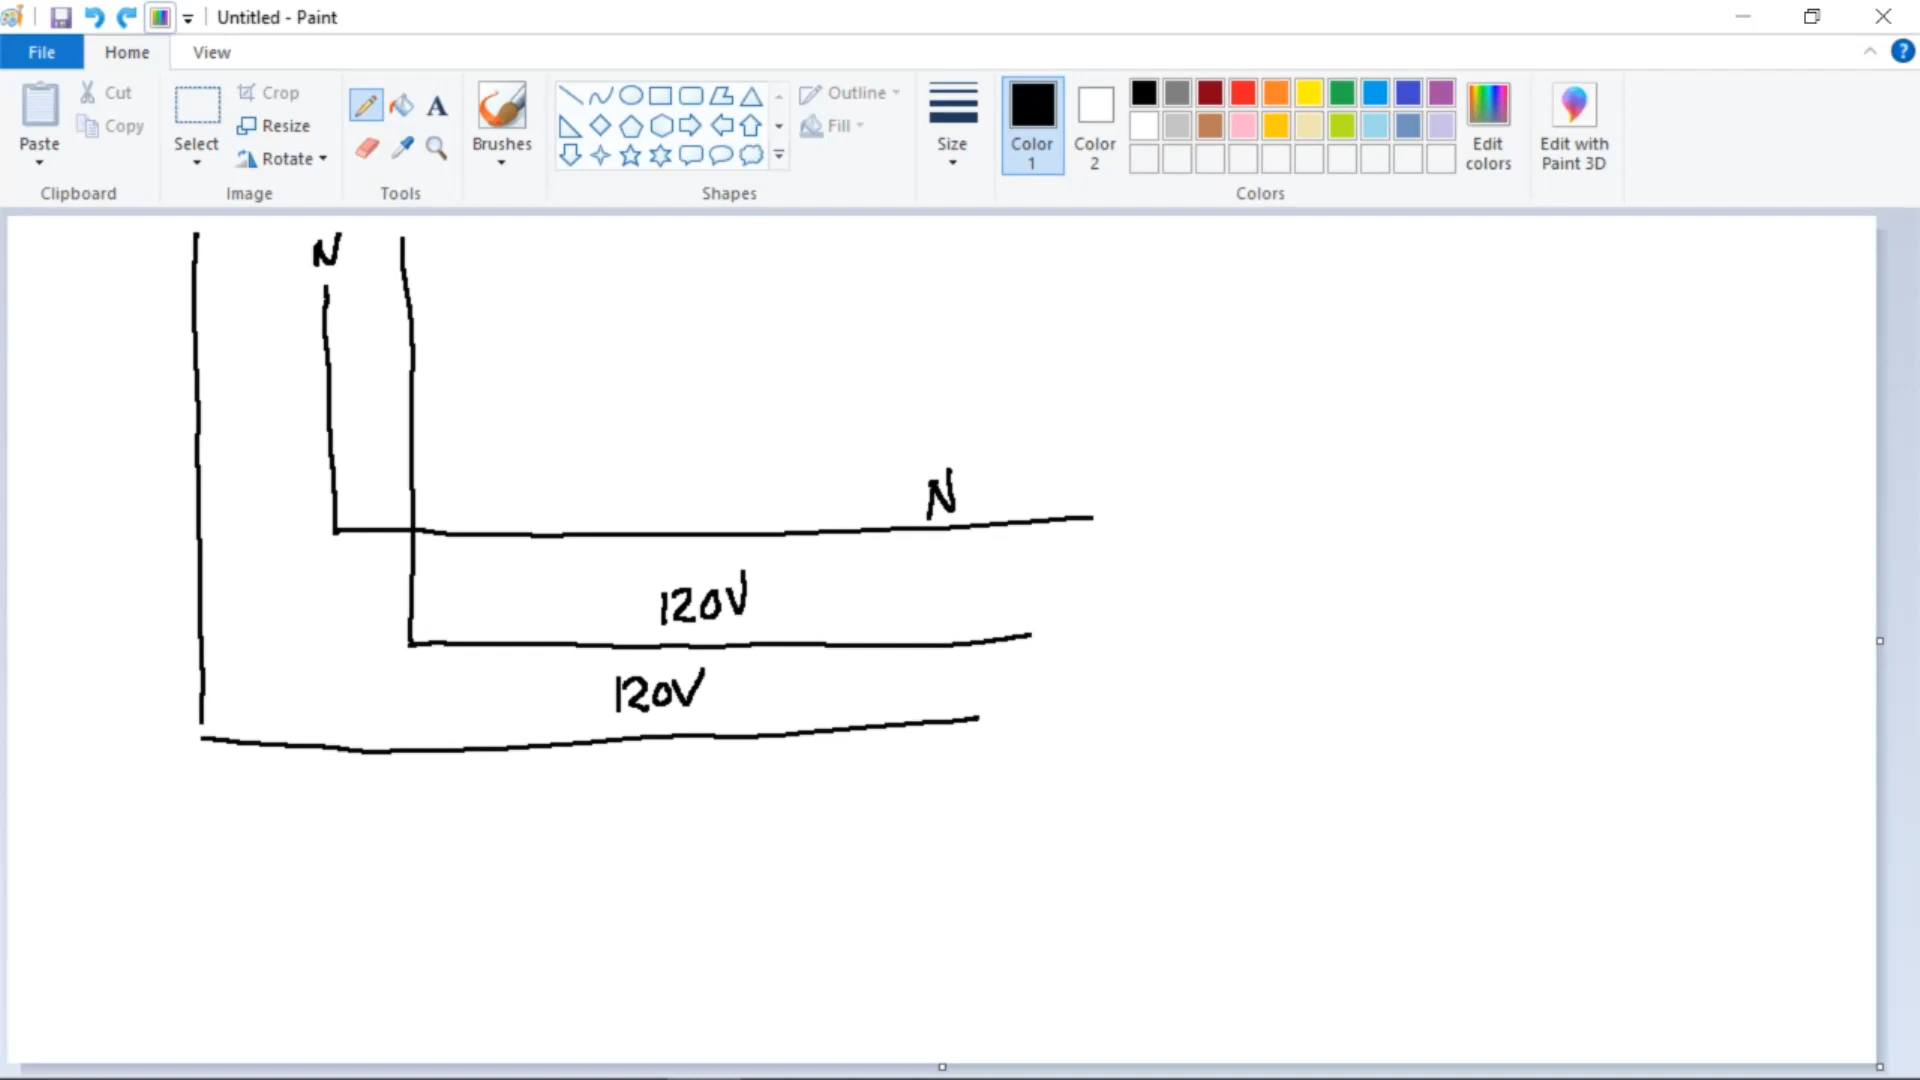 Untitled - Paint
File Home View
Paste
Cut
Copy
Clipboard
Select
Crop
Resize
Rotate
Image
A
Tools
Brushes
Outline
Fill
Shapes
Size
Color 1
Color 2
Edit colors
Colors
Edit with Paint 3D
?
N
N
120V
120V